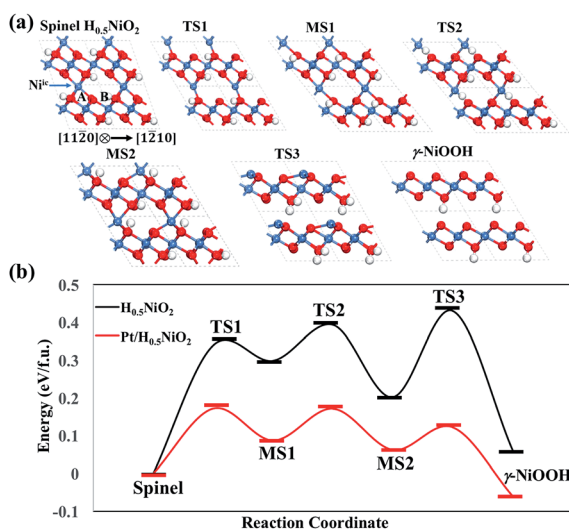 (a)
Spinel H₀.₅NiO₂ TS1 MS1 TS2
Niⁱᶜ A B
[112̄0]⊗→[12̄10]
MS2 TS3 γ-NiOOH
(b)
0.5
0.4
0.3
0.2
0.1
0
-0.1
Energy (eV/f.u.)
H₀.₅NiO₂
Pt/H₀.₅NiO₂
TS1 TS2 TS3
MS1 MS2
Spinel γ-NiOOH
Reaction Coordinate